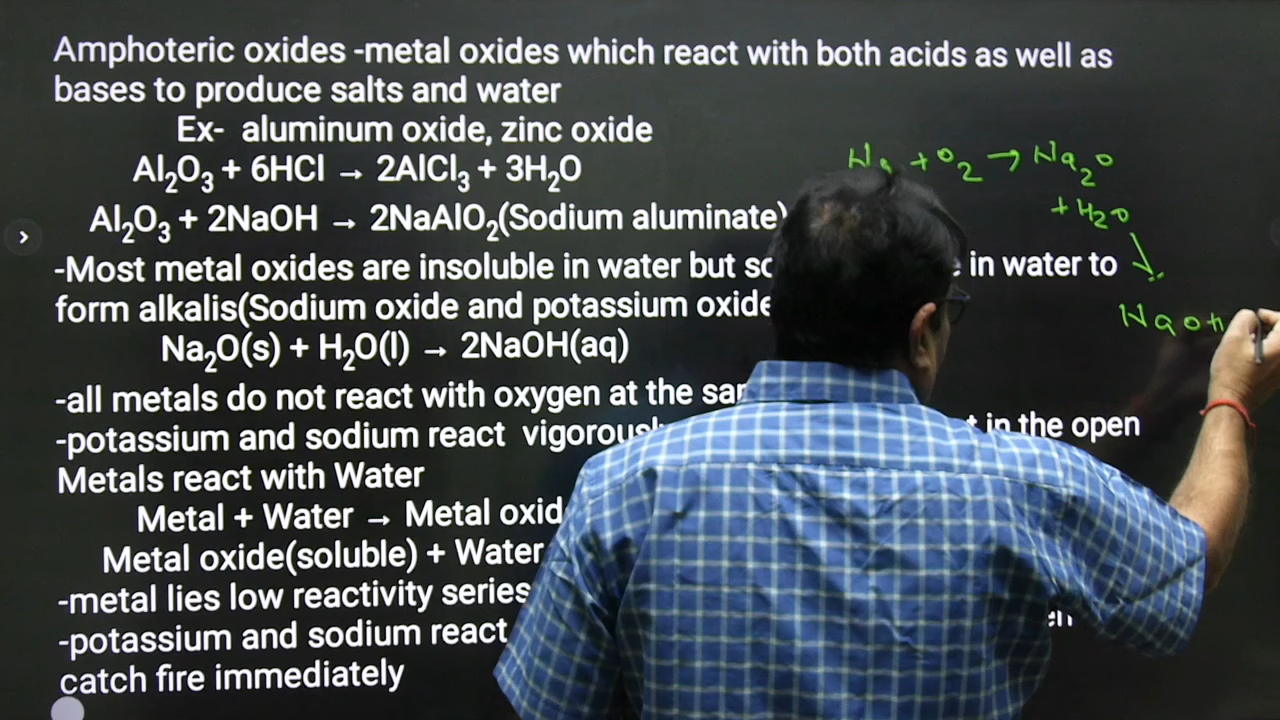 Amphoteric oxides -metal oxides which react with both acids as well as
bases to produce salts and water
Ex- aluminum oxide, zinc oxide
Al₂O₃ + 6HCl → 2AlCl₃ + 3H₂O
Al₂O₃ + 2NaOH → 2NaAlO₂(Sodium aluminate)
-Most metal oxides are insoluble in water but in water to
form alkalis(Sodium oxide and potassium oxide
Na₂O(s) + H₂O(l) → 2NaOH(aq)
-all metals do not react with oxygen at the
-potassium and sodium react in the open
Metals react with Water
Metal + Water → Metal
Metal oxide(soluble) + Water
-metal lies low reactivity series
-potassium and sodium react
catch fire immediately
+ O₂ → Na₂O
+ H₂O
NaOH